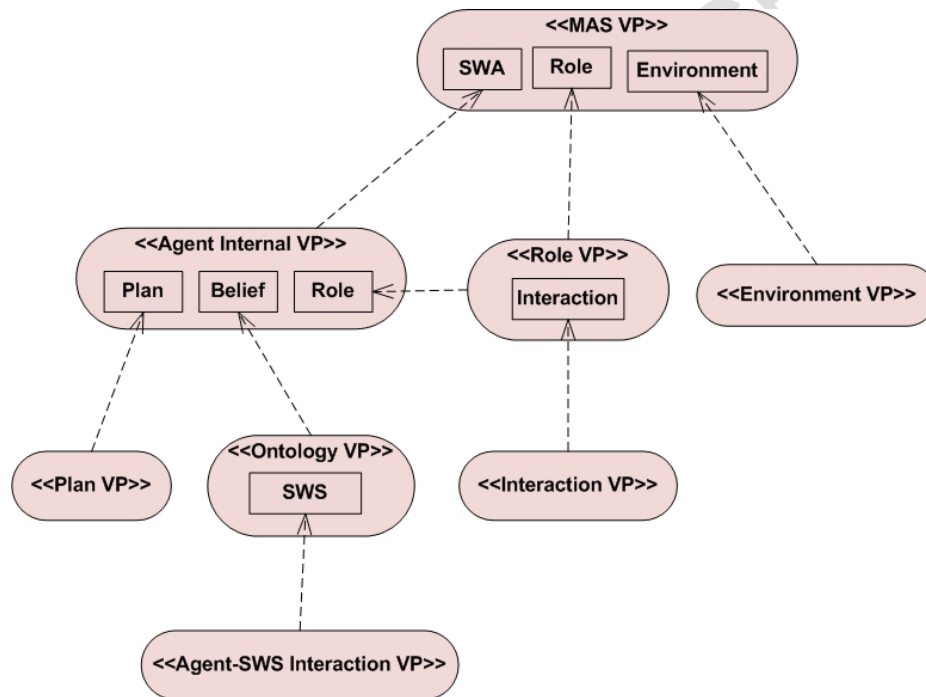 <<MAS VP>>
SWA
Role
Environment
<<Agent Internal VP>>
Plan
Belief
Role
<<Role VP>>
Interaction
<<Environment VP>>
<<Ontology VP>>
SWS
<<Plan VP>>
<<Interaction VP>>
<<Agent-SWS Interaction VP>>